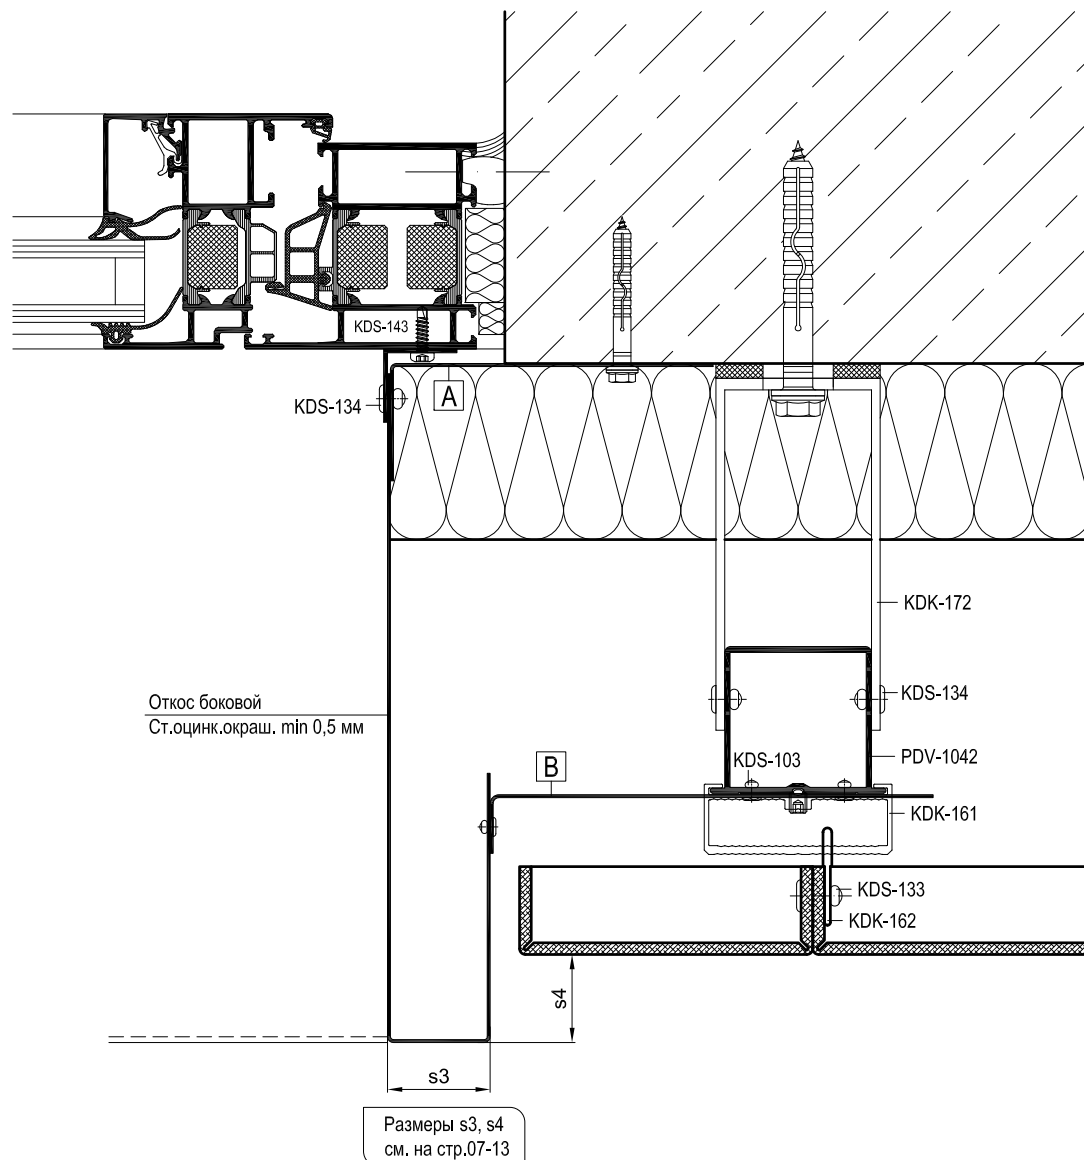 KDS-143
A
KDS-134
KDK-172
KDS-134
Откос боковой
Ст.оцинк.окраш. min 0,5 мм
KDS-103
PDV-1042
B
KDK-161
KDS-133
KDK-162
s4
s3
Размеры s3, s4
см. на стр.07-13